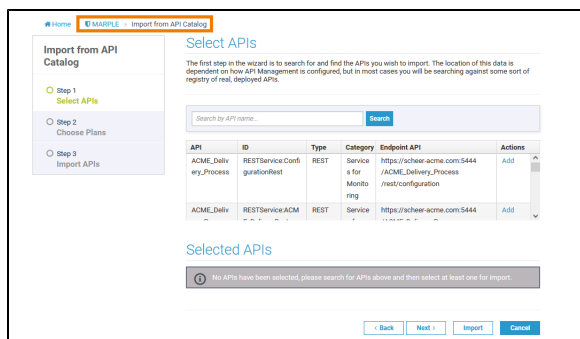 Home MARPLE > Import from API Catalog
Import from API
Catalog
Step 1
Select APIs
Step 2
Choose Plans
Step 3
Import APIs
Select APIs
The first step in the wizard is to search for and find the APIs you wish to import. The location of this data is
dependent on how API Management is configured, but in most cases you will be searching against some sort of
registry of real, deployed APIs.
Search by API name... Search
API ID Type Category Endpoint API Actions
ACME_Deliv RESTService:Confi REST Service https://scheer-acme.com:5444 Add
ery_Process gurationRest s for /ACME_Delivery_Process
Monito /rest/configuration
ring
ACME_Deliv RESTService:ACM REST Service https://scheer-acme.com:5444 Add
Selected APIs
No APIs have been selected, please search for APIs above and then select at least one for import.
< Back Next > Import Cancel